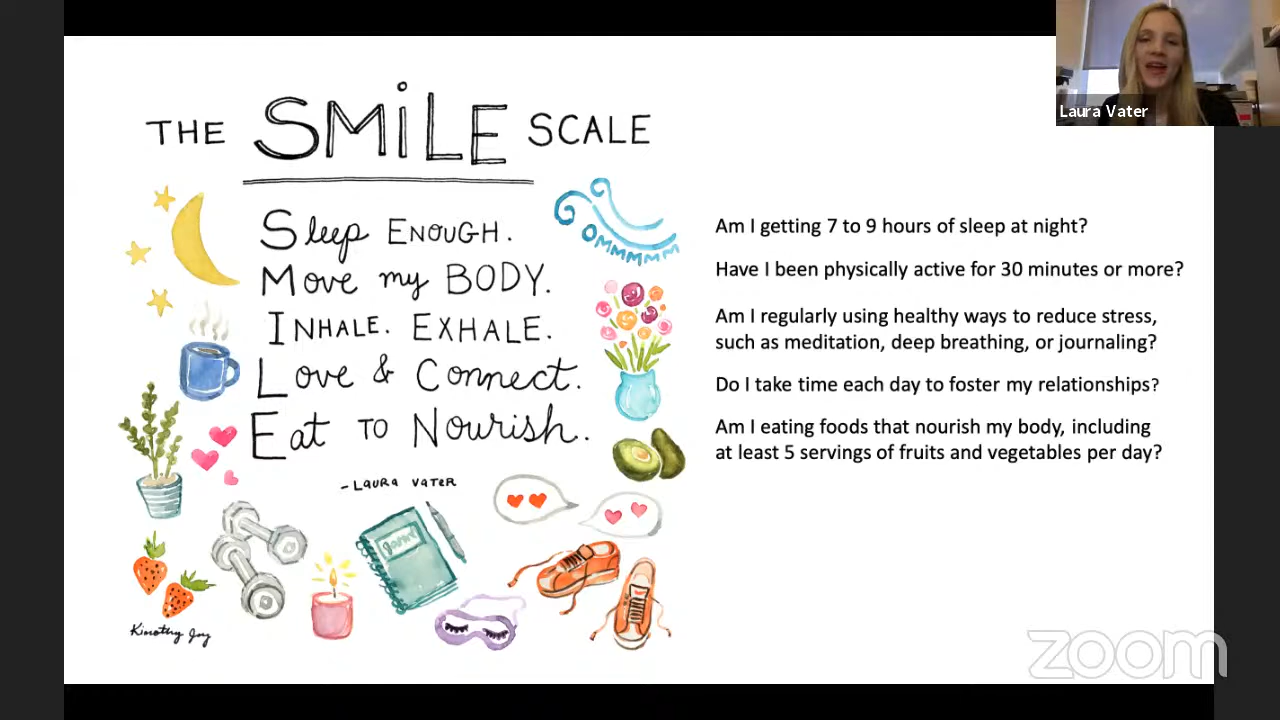 Laura Vater
THE SMiLE SCALE
Sleep ENOUGH.
Move my BODY.
INHALE. EXHALE.
Love & Connect.
Eat TO Nourish.
-LAURA VATER
OMMMMMM
Journal
Kimothy Joy
Am I getting 7 to 9 hours of sleep at night?
Have I been physically active for 30 minutes or more?
Am I regularly using healthy ways to reduce stress,
such as meditation, deep breathing, or journaling?
Do I take time each day to foster my relationships?
Am I eating foods that nourish my body, including
at least 5 servings of fruits and vegetables per day?
zoom